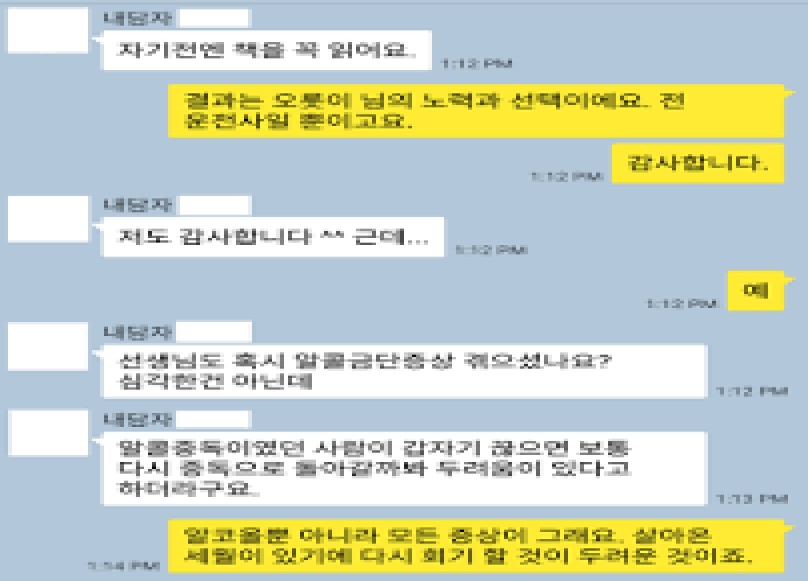 내담자
자기전엔 책을 꼭 읽어요.
1:12 PM
결과는 오롯이 님의 노력과 선택이에요. 전
운전사일 뿐이고요.
감사합니다.
1:12 PM
내담자
저도 감사합니다 ^^ 근데...
1:12 PM
예
1:12 PM
내담자
선생님도 혹시 알콜금단증상 겪으셨나요?
심각한건 아닌데
1:12 PM
내담자
알콜중독이였던 사람이 갑자기 끊으면 보통
다시 중독으로 돌아갈까봐 두려움이 있다고
하더라구요.
1:13 PM
알코올뿐 아니라 모든 증상이 그래요. 살아온
세월이 있기에 다시 회기 할 것이 두려운 것이죠.
1:14 PM